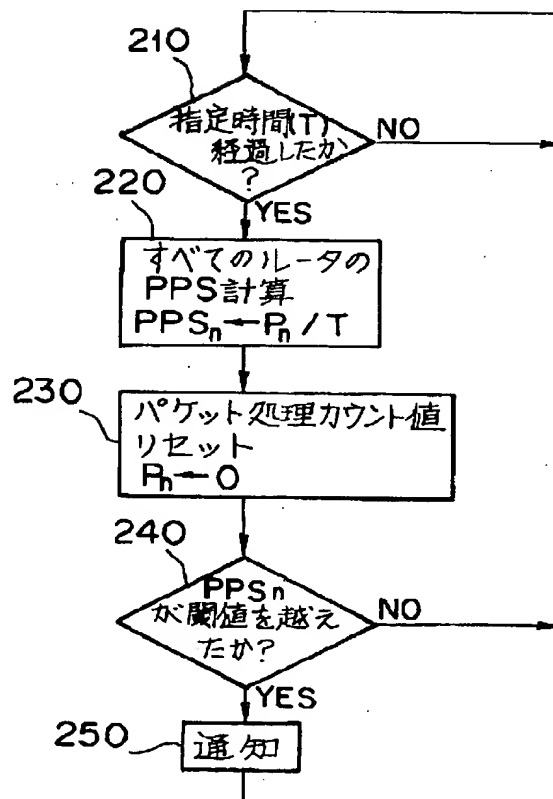 210
指定時間(T)
経過したか
?
NO
YES
220
すべてのルータの
PPS計算
PPSn←Pn/T
230
パケット処理カウント値
リセット
Pn←0
240
PPSn
が閾値を越え
たか?
NO
YES
250
通知